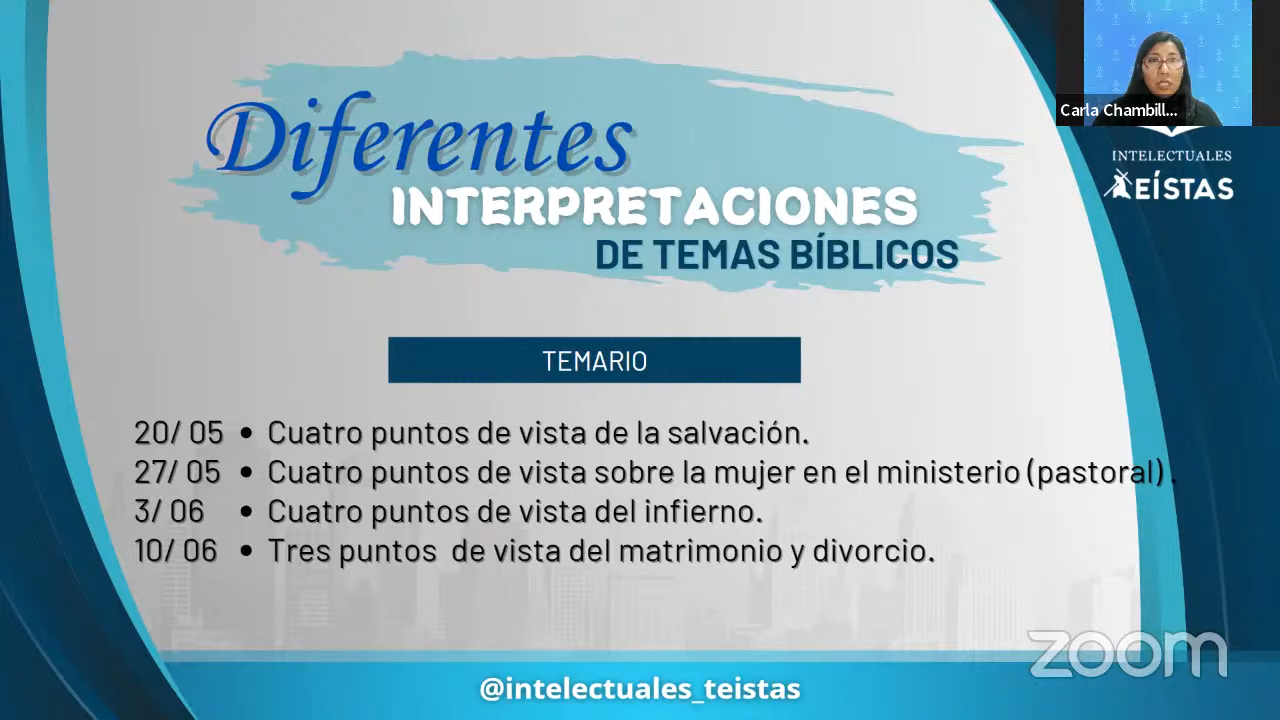 Diferentes
INTERPRETACIONES
DE TEMAS BÍBLICOS
Carla Chambill...
INTELECTUALES
TEÍSTAS
TEMARIO
20/ 05 • Cuatro puntos de vista de la salvación.
27/ 05 • Cuatro puntos de vista sobre la mujer en el ministerio (pastoral) .
3/ 06 • Cuatro puntos de vista del infierno.
10/ 06 • Tres puntos de vista del matrimonio y divorcio.
zoom
@intelectuales_teistas